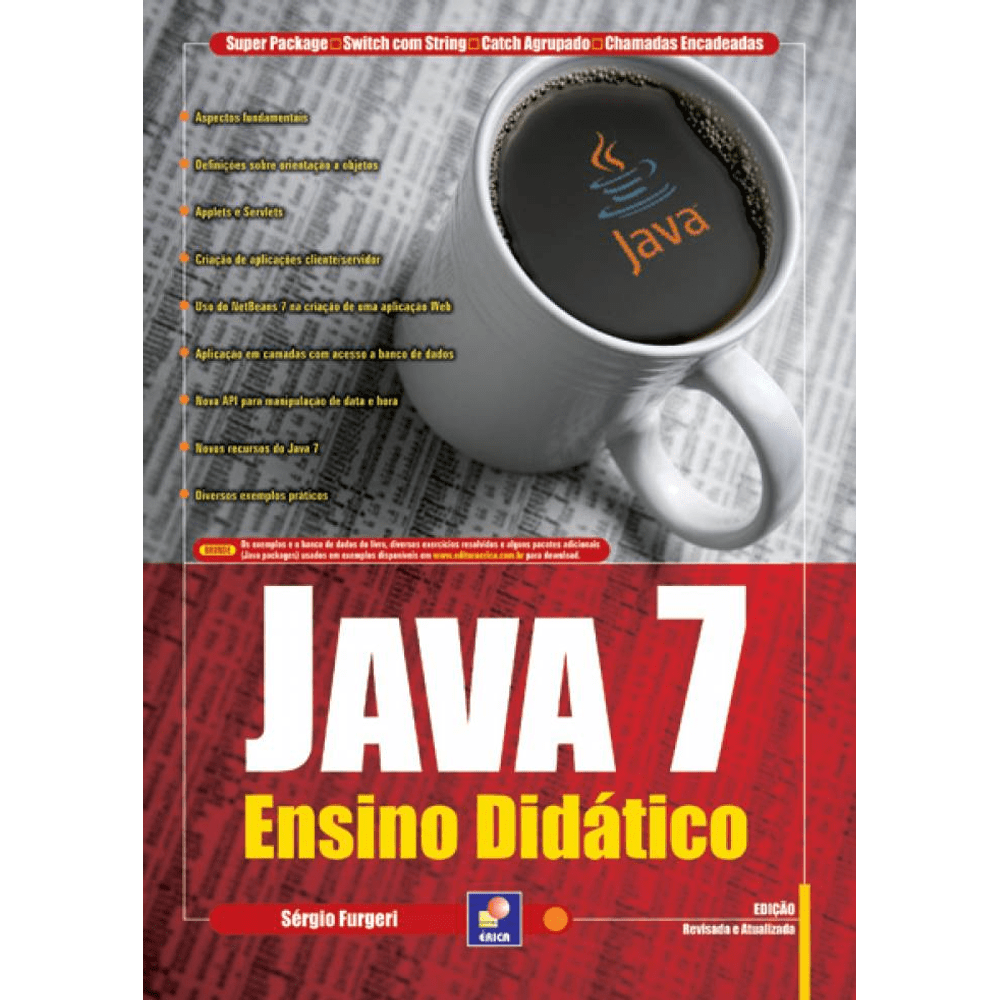 Super Package □ Switch com String □ Catch Agrupado □ Chamadas Encadeadas
Aspectos fundamentais
Definições sobre orientação a objetos
Applets e Servlets
Criação de aplicações cliente/servidor
Uso do NetBeans 7 na criação de uma aplicação Web
Aplicação em camadas com acesso a banco de dados
Nova API para manipulação de data e hora
Novos recursos do Java 7
Diversos exemplos práticos
Java
BRINDE
Os exemplos e o banco de dados do livro, diversos exercícios resolvidos e alguns pacotes adicionais
(Java packages) usados em exemplos disponíveis em www.editoraerica.com.br para download.
JAVA 7
Ensino Didático
Sérgio Furgeri
ÉRICA
EDIÇÃO
Revisada e Atualizada